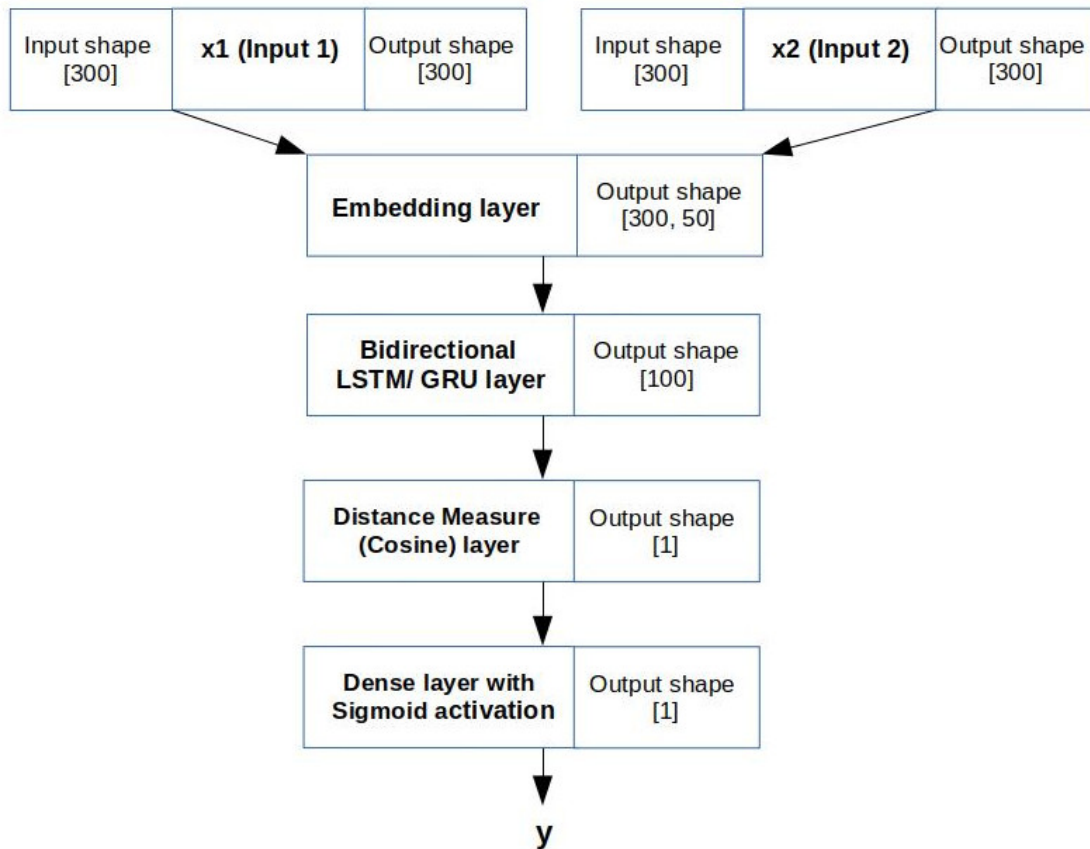 Input shape
[300]
x1 (Input 1)
Output shape
[300]
Input shape
[300]
x2 (Input 2)
Output shape
[300]
Embedding layer
Output shape
[300, 50]
Bidirectional
LSTM/ GRU layer
Output shape
[100]
Distance Measure
(Cosine) layer
Output shape
[1]
Dense layer with
Sigmoid activation
Output shape
[1]
y